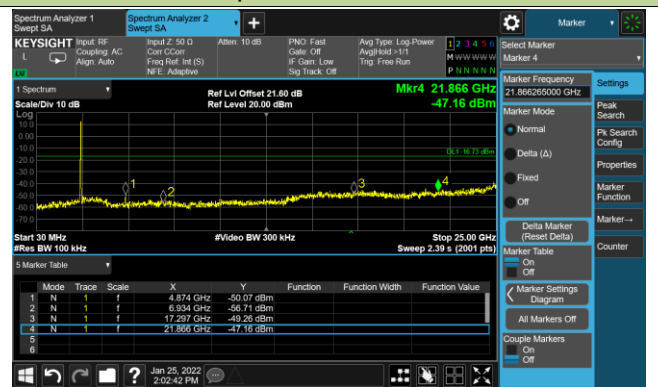 Spectrum Analyzer 1
Swept SA
Spectrum Analyzer 2
Swept SA
Marker
KEYSIGHT
L
Input: RF
Coupling: AC
Align: Auto
Input Z: 50 Ω
Corr CCorr
Freq Ref: Int (S)
NFE: Adaptive
Atten: 10 dB
PNO: Fast
Gate: Off
IF Gain: Low
Sig Track: Off
Avg Type: Log-Power
Avg|Hold:>1/1
Trig: Free Run
1 2 3 4 5 6
M W W W W W
P N N N N N
Select Marker
Marker 4
1 Spectrum
Scale/Div 10 dB
Ref Lvl Offset 21.60 dB
Ref Level 20.00 dBm
Mkr4 21.866 GHz
-47.16 dBm
Log
10.0
0.00
-10.0
-20.0
-30.0
-40.0
-50.0
-60.0
-70.0
DL1 -16.73 dBm
1
2
3
4
Start 30 MHz
#Res BW 100 kHz
#Video BW 300 kHz
Stop 25.00 GHz
Sweep 2.39 s (2001 pts)
5 Marker Table
Mode Trace Scale X Y Function Function Width Function Value
1 N 1 f 4.874 GHz -50.07 dBm
2 N 1 f 6.934 GHz -56.71 dBm
3 N 1 f 17.297 GHz -49.26 dBm
4 N 1 f 21.866 GHz -47.16 dBm
5
6
Marker Frequency
21.866265000 GHz
Marker Mode
Normal
Delta (Δ)
Fixed
Off
Delta Marker
(Reset Delta)
Marker Table
On
Off
Marker Settings
Diagram
All Markers Off
Couple Markers
On
Off
Settings
Peak
Search
Pk Search
Config
Properties
Marker
Function
Marker→
Counter
?
Jan 25, 2022
2:02:42 PM